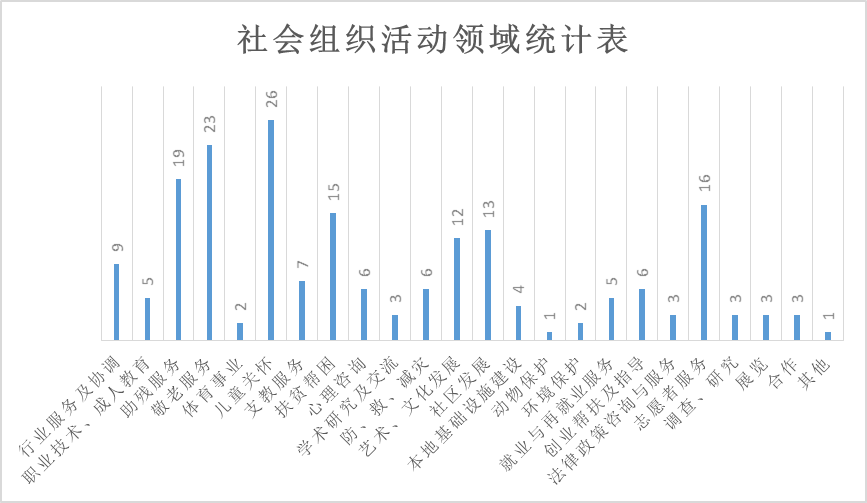 社会组织活动领域统计表
9
5
19
23
2
26
7
15
6
3
6
12
13
4
1
2
5
6
3
16
3
3
3
1
行业服务及协调
职业技术、成人教育
助残服务
敬老服务
体育事业
儿童关怀
支教服务
扶贫帮困
心理咨询
学术研究及交流
防、救、减灾
艺术、文化发展
社区发展
本地基础设施建设
动物保护
环境保护
就业与再就业服务
创业帮扶及指导
法律政策咨询与服务
志愿者服务
调查、研究
展览
合作
其他